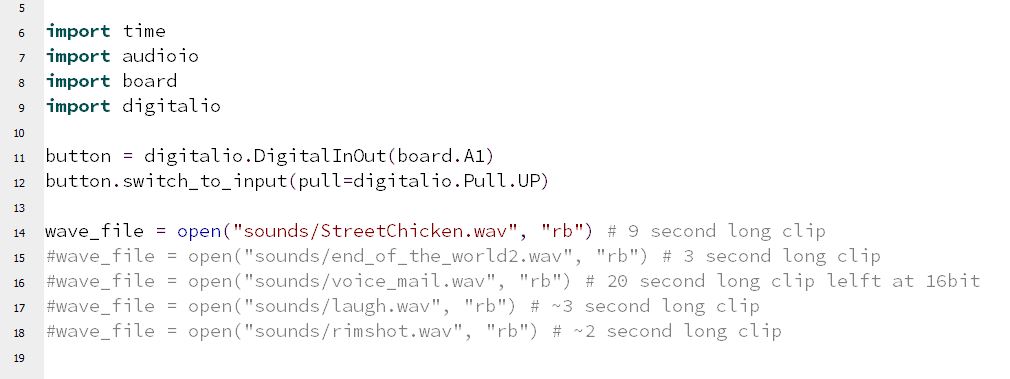 5
6 import time
7 import audioio
8 import board
9 import digitalio
10
11 button = digitalio.DigitalInOut(board.A1)
12 button.switch_to_input(pull=digitalio.Pull.UP)
13
14 wave_file = open("sounds/StreetChicken.wav", "rb") # 9 second long clip
15 #wave_file = open("sounds/end_of_the_world2.wav", "rb") # 3 second long clip
16 #wave_file = open("sounds/voice_mail.wav", "rb") # 20 second long clip lelft at 16bit
17 #wave_file = open("sounds/laugh.wav", "rb") # ~3 second long clip
18 #wave_file = open("sounds/rimshot.wav", "rb") # ~2 second long clip
19